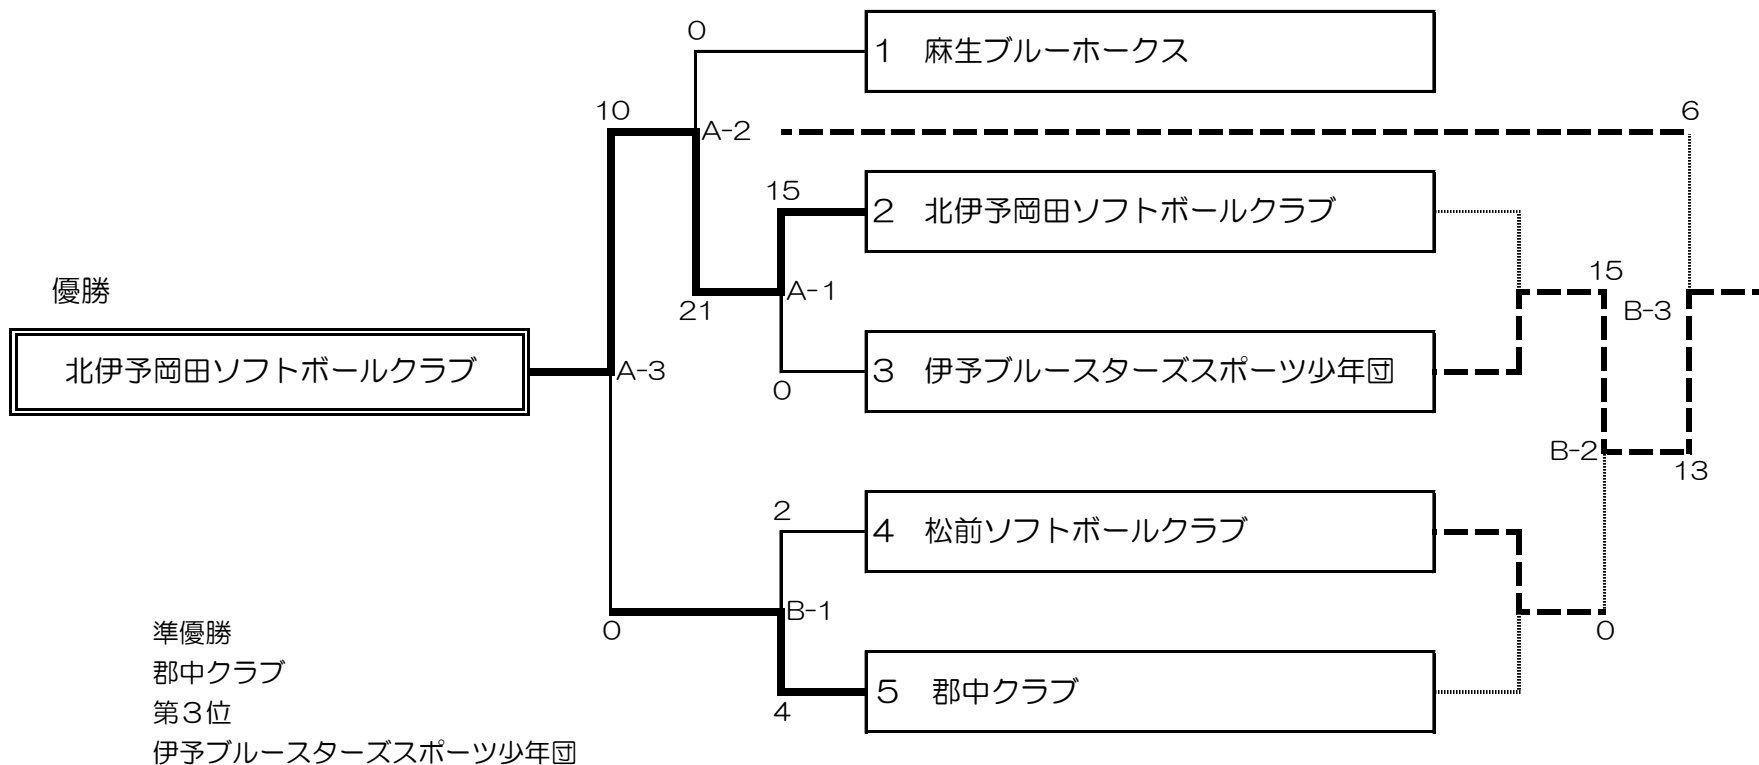 0
1 麻生ブルーホークス
10
A-2
6
15
2 北伊予岡田ソフトボールクラブ
優勝
21
A-1
15
B-3
北伊予岡田ソフトボールクラブ
A-3
0
3 伊予ブルースターズスポーツ少年団
B-2
13
2
4 松前ソフトボールクラブ
0
B-1
0
準優勝
郡中クラブ
4
5 郡中クラブ
第3位
伊予ブルースターズスポーツ少年団